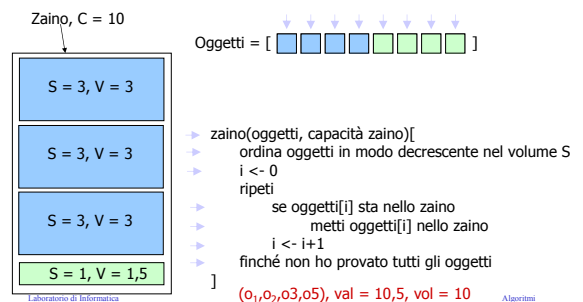 Zaino, C = 10
Oggetti = [ ]
S = 3, V = 3
S = 3, V = 3
S = 3, V = 3
S = 1, V = 1,5
zaino(oggetti, capacità zaino)[
ordina oggetti in modo decrescente nel volume S
i <- 0
ripeti
se oggetti[i] sta nello zaino
metti oggetti[i] nello zaino
i <- i+1
finché non ho provato tutti gli oggetti
]
(o₁,o₂,o3,o5), val = 10,5, vol = 10
Laboratorio di Informatica
Algoritmi